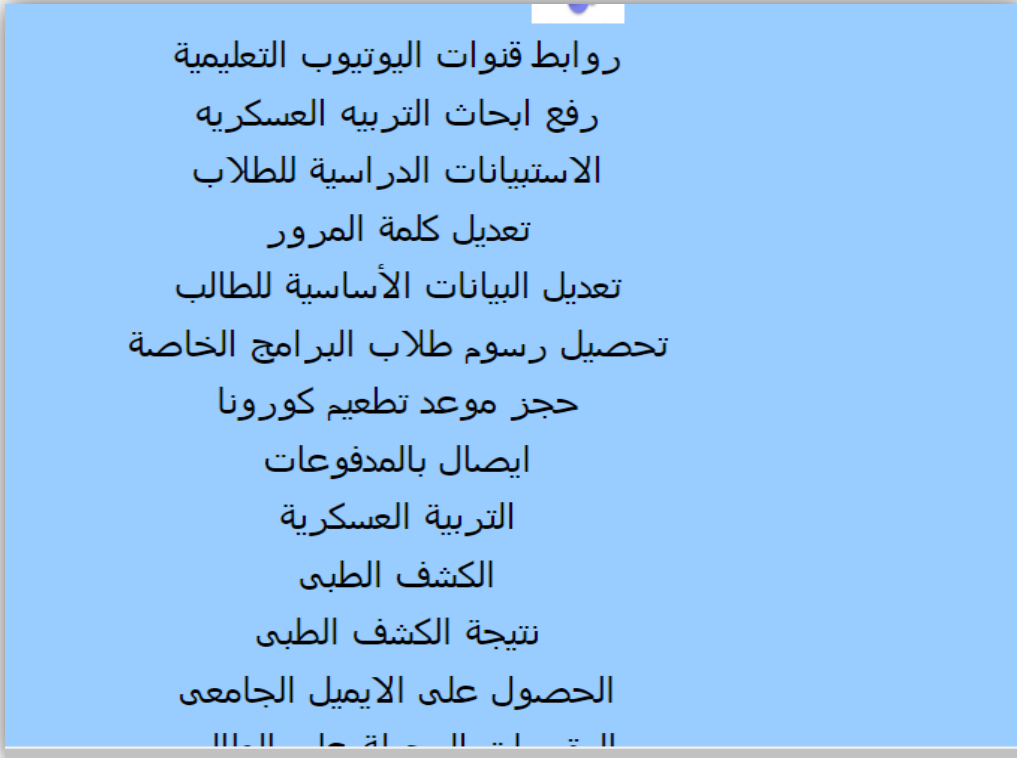 روابط قنوات اليوتيوب التعليمية
رفع ابحاث التربيه العسكريه
الاستبيانات الدراسية للطلاب
تعديل كلمة المرور
تعديل البيانات الأساسية للطالب
تحصيل رسوم طلاب البرامج الخاصة
حجز موعد تطعيم كورونا
ايصال بالمدفوعات
التربية العسكرية
الكشف الطبى
نتيجة الكشف الطبى
الحصول على الايميل الجامعى